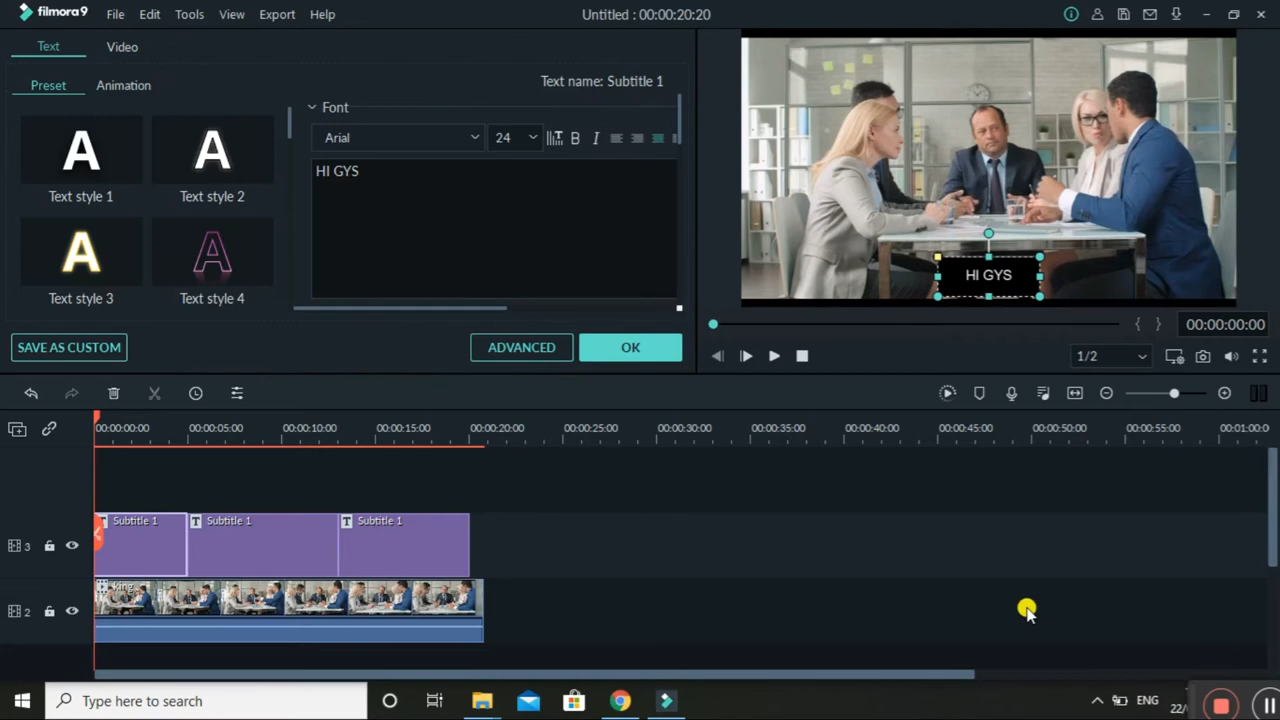 filmora9
File Edit Tools View Export Help
Untitled : 00:00:20:20
Text Video
Preset Animation
Text name: Subtitle 1
Font
Arial 24 B I
HI GYS
A A
Text style 1 Text style 2
A A
Text style 3 Text style 4
SAVE AS CUSTOM ADVANCED OK
HI GYS
00:00:00:00
1/2
00:00:00:00 00:00:05:00 00:00:10:00 00:00:15:00 00:00:20:00 00:00:25:00 00:00:30:00 00:00:35:00 00:00:40:00 00:00:45:00 00:00:50:00 00:00:55:00 00:01:00:0
T Subtitle 1 T Subtitle 1 T Subtitle 1
3
king
2
Type here to search
ENG
22/